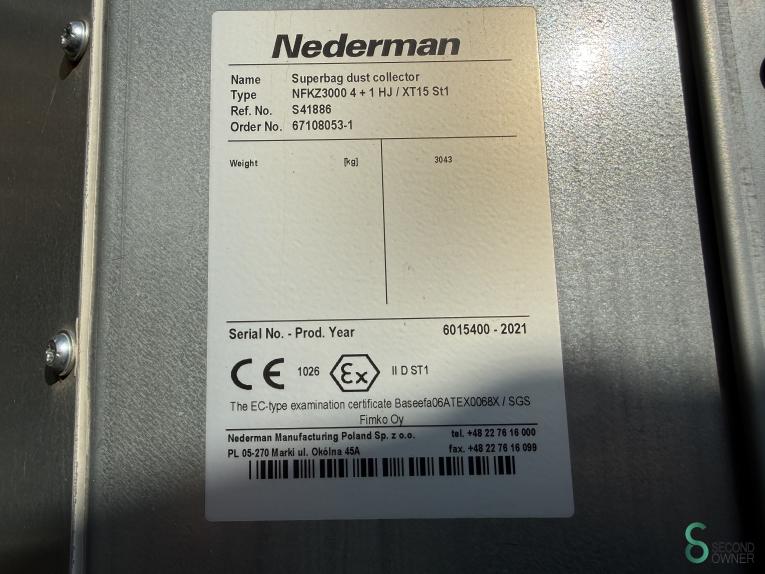 Nederman
Name Superbag dust collector
Type NFKZ3000 4 + 1 HJ / XT15 St1
Ref. No. S41886
Order No. 67108053-1
Weight [kg] 3043
Serial No. - Prod. Year 6015400 - 2021
CE 1026 Ex II D ST1
The EC-type examination certificate Baseefa06ATEX0068X / SGS
Fimko Oy
Nederman Manufacturing Poland Sp. z o.o. tel. +48 22 76 16 000
PL 05-270 Marki ul. Okólna 45A fax. +48 22 76 16 099
SECOND
OWNER